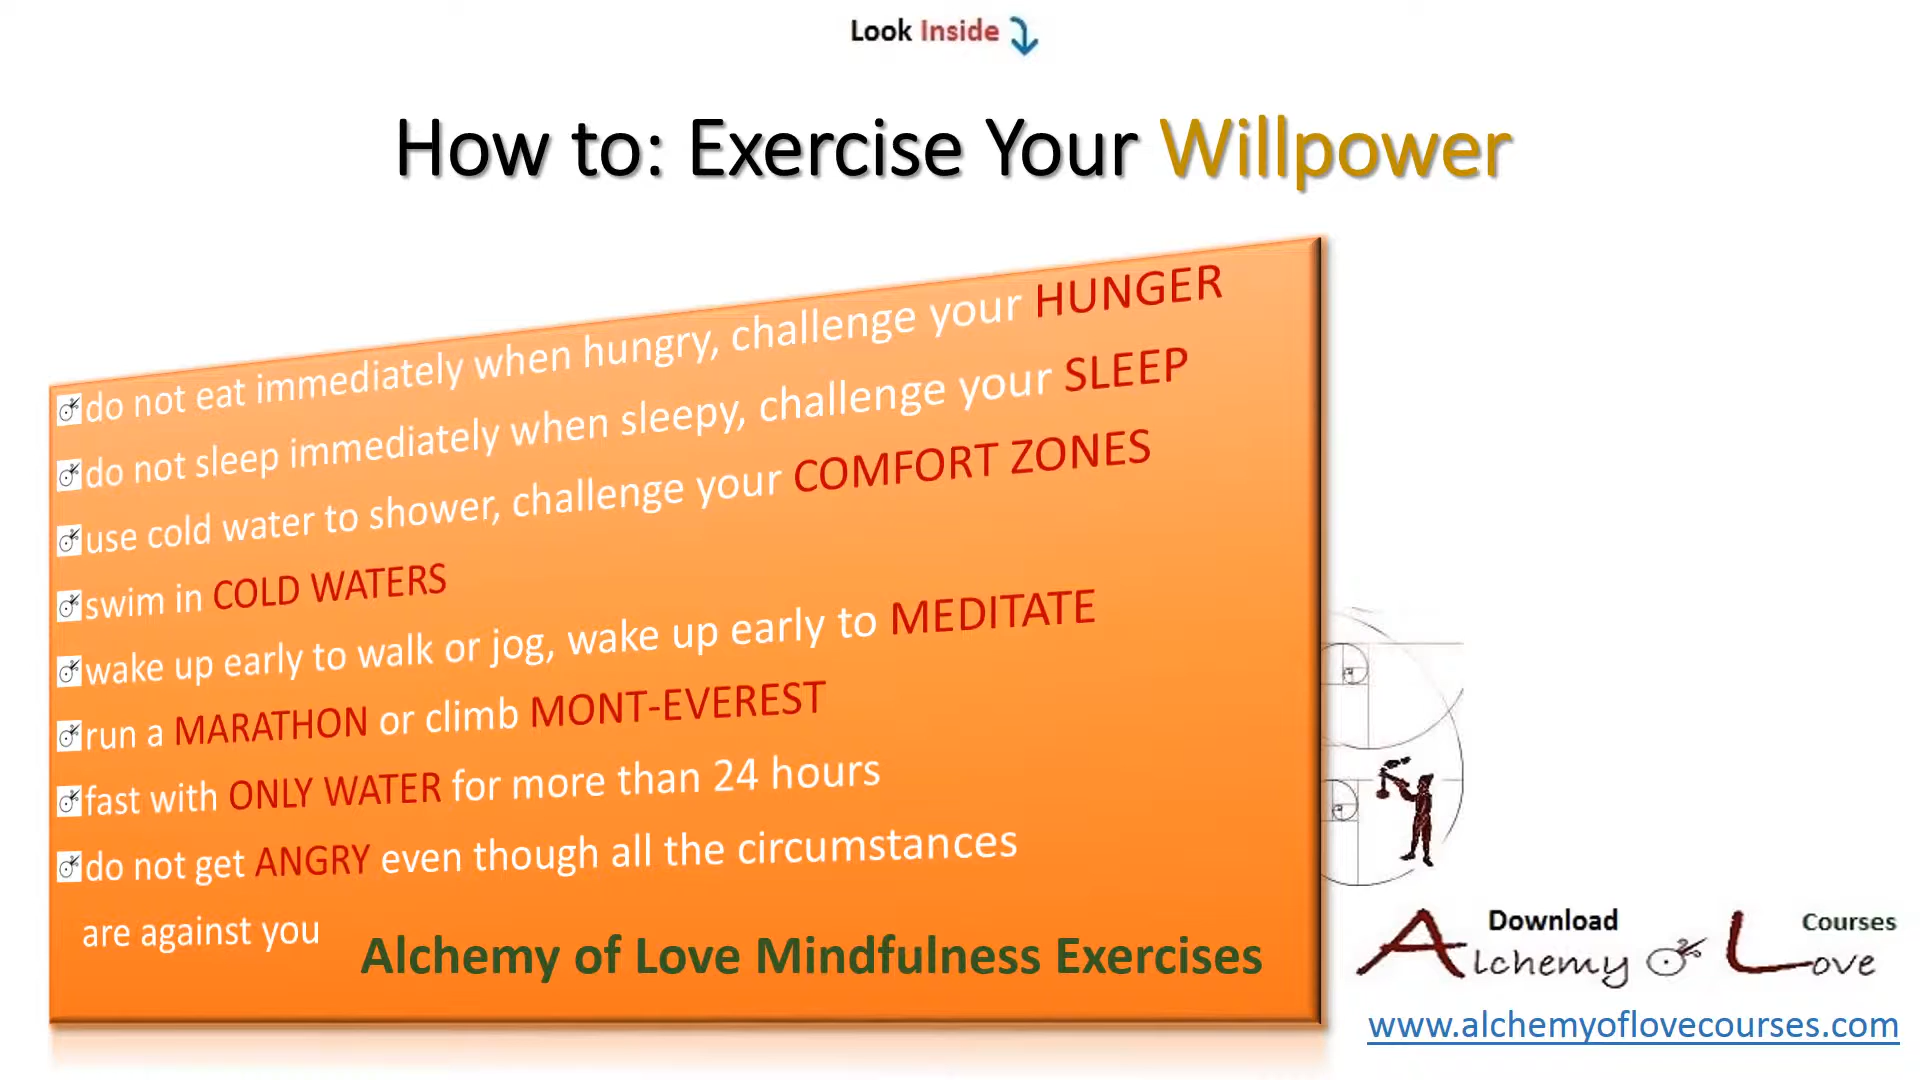 Look Inside
How to: Exercise Your Willpower
do not eat immediately when hungry, challenge your HUNGER
do not sleep immediately when sleepy, challenge your SLEEP
use cold water to shower, challenge your COMFORT ZONES
swim in COLD WATERS
wake up early to walk or jog, wake up early to MEDITATE
run a MARATHON or climb MONT-EVEREST
fast with ONLY WATER for more than 24 hours
do not get ANGRY even though all the circumstances
are against you
Alchemy of Love Mindfulness Exercises
Download Courses
Alchemy of Love
www.alchemyoflovecourses.com